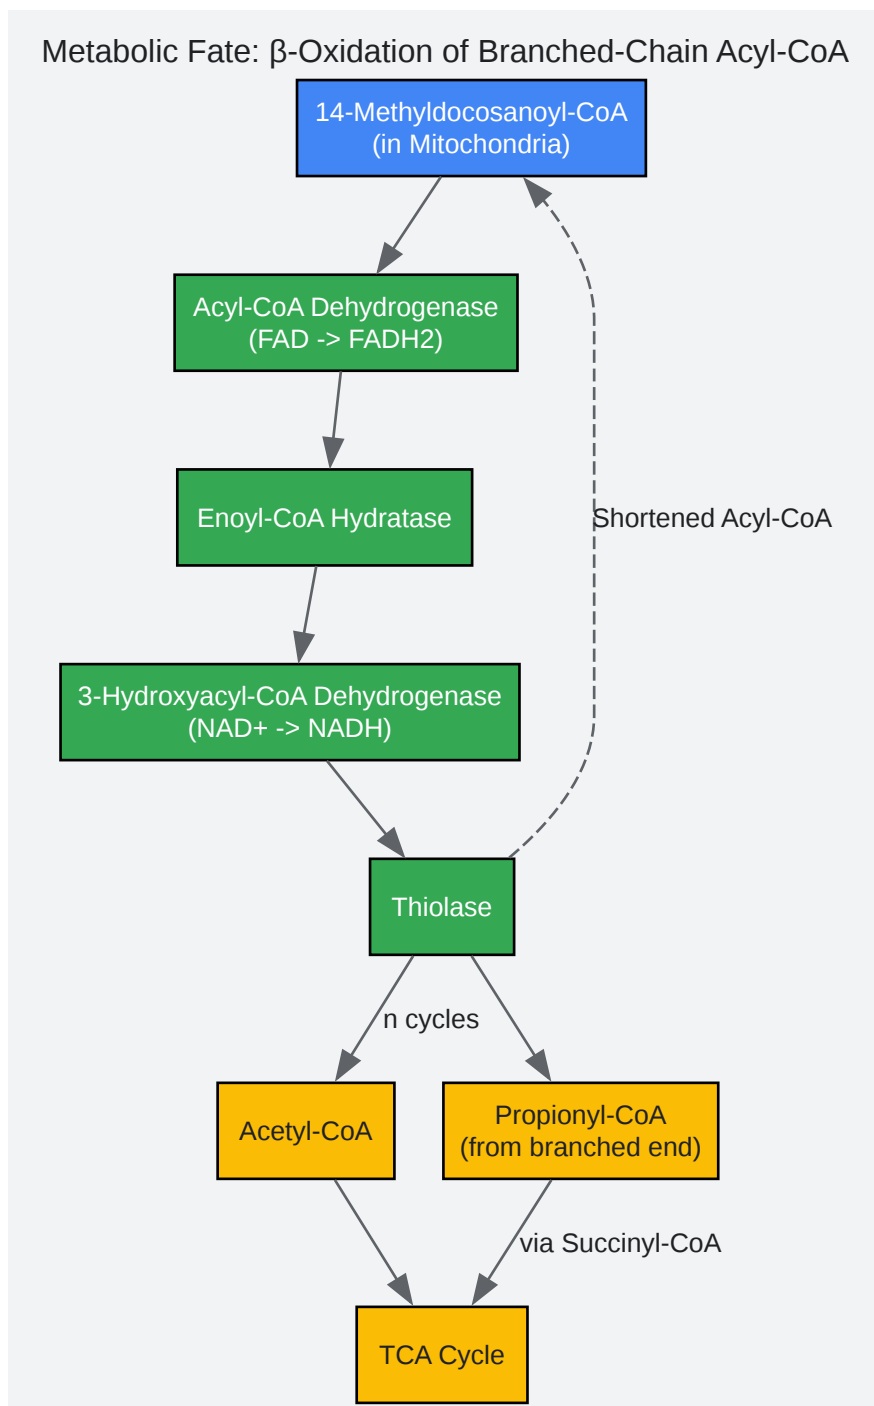 Metabolic Fate: β-Oxidation of Branched-Chain Acyl-CoA
14-Methyldocosanoyl-CoA
(in Mitochondria)
Acyl-CoA Dehydrogenase
(FAD -> FADH2)
Enoyl-CoA Hydratase
Shortened Acyl-CoA
3-Hydroxyacyl-CoA Dehydrogenase
(NAD+ -> NADH)
Thiolase
n cycles
Acetyl-CoA
Propionyl-CoA
(from branched end)
via Succinyl-CoA
TCA Cycle